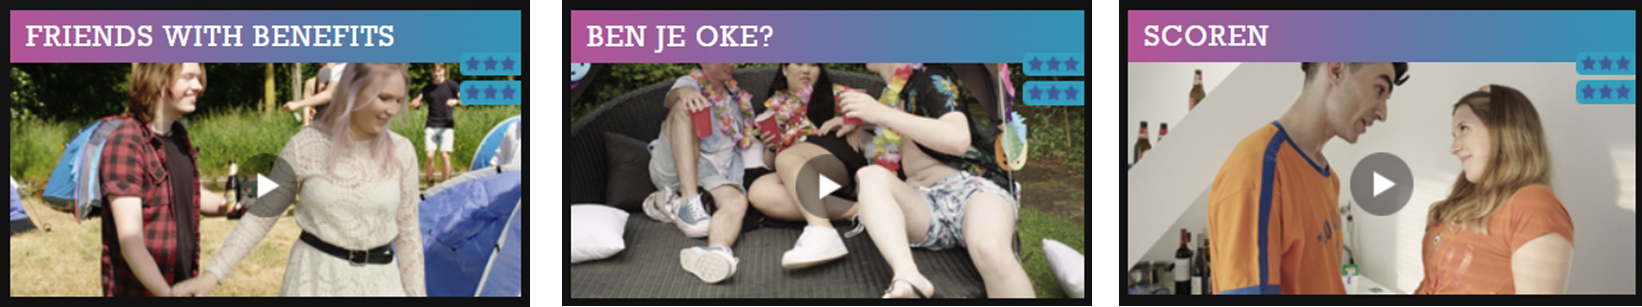 FRIENDS WITH BENEFITS
BEN JE OKE?
SCOREN